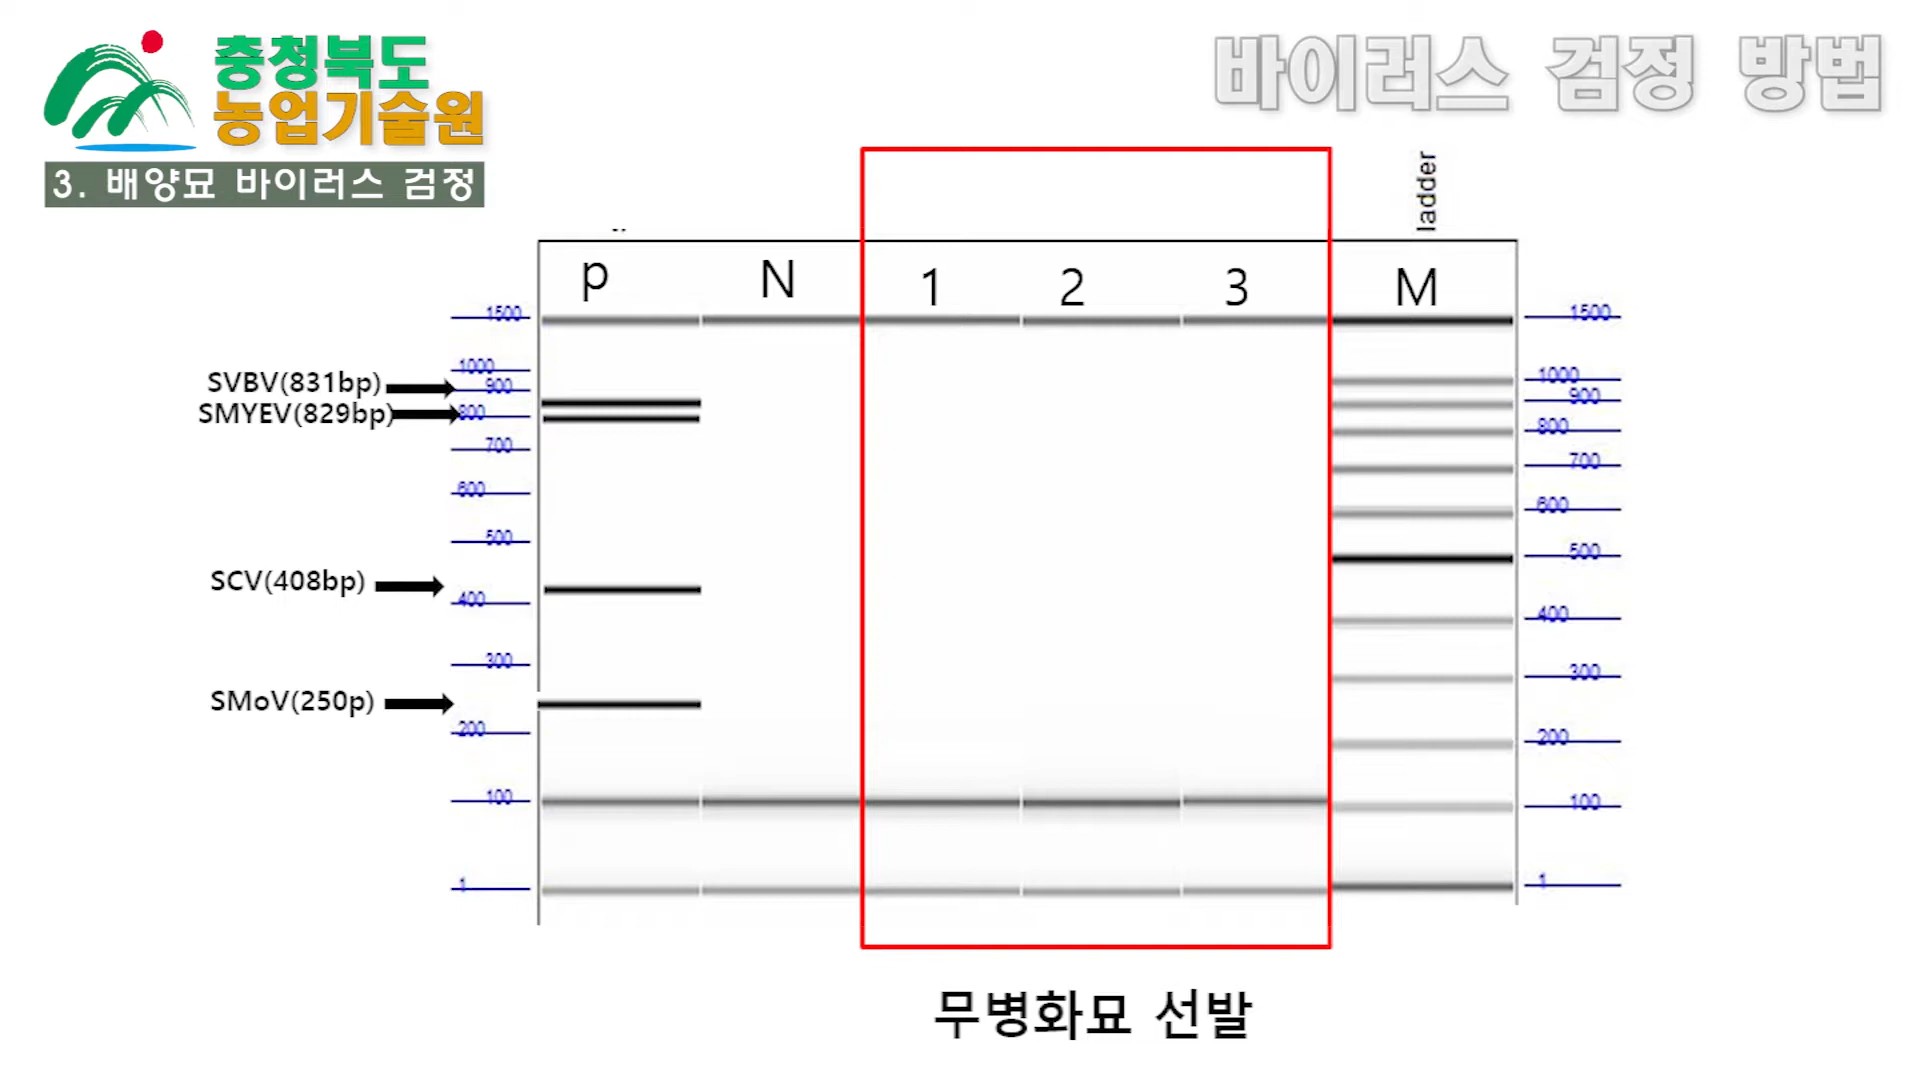 충청북도
농업기술원
3. 배양묘 바이러스 검정
바이러스 검정 방법
ladder
p N 1 2 3 M
1500
1000
900
800
700
600
500
400
300
200
100
1
SVBV(831bp)
SMYEV(829bp)
SCV(408bp)
SMoV(250p)
1500
1000
900
800
700
600
500
400
300
200
100
1
무병화묘 선발